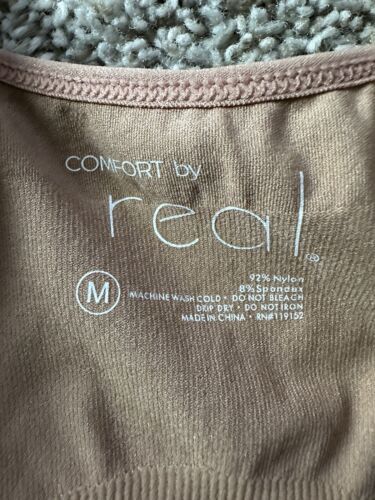 COMFORT by
real®
M
92% Nylon
8% Spandex
MACHINE WASH COLD • DO NOT BLEACH
DRIP DRY • DO NOT IRON
MADE IN CHINA • RN#119152